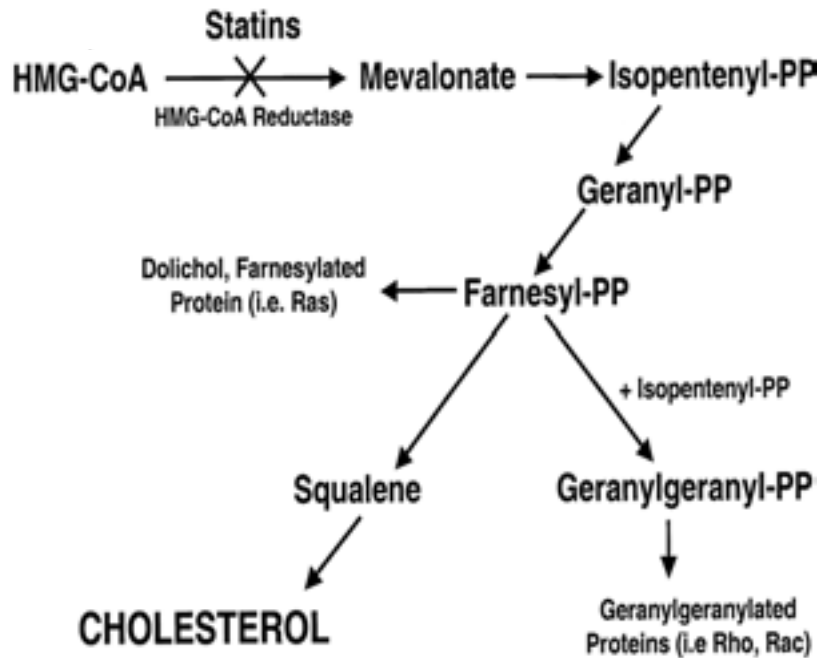 Statins
HMG-CoA
Mevalonate
Isopentenyl-PP
HMG-CoA Reductase
Geranyl-PP
Dolichol, Farnesylated
Protein (i.e. Ras)
Farnesyl-PP
+ Isopentenyl-PP
Squalene
Geranylgeranyl-PP
CHOLESTEROL
Geranylgeranylated
Proteins (i.e Rho, Rac)